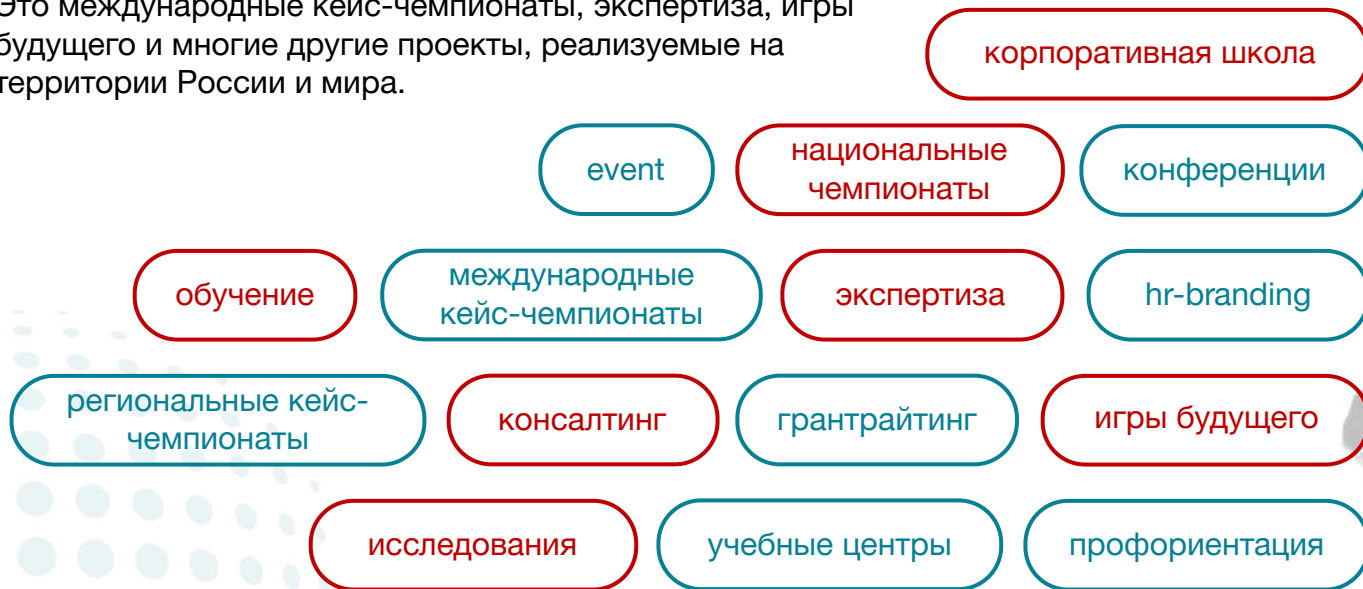 Это международные кейс-чемпионаты, экспертиза, игры
будущего и многие другие проекты, реализуемые на
территории России и мира.
корпоративная школа
event
национальные
чемпионаты
конференции
обучение
международные
кейс-чемпионаты
экспертиза
hr-branding
региональные кейс-
чемпионаты
консалтинг
грантрайтинг
игры будущего
исследования
учебные центры
профориентация